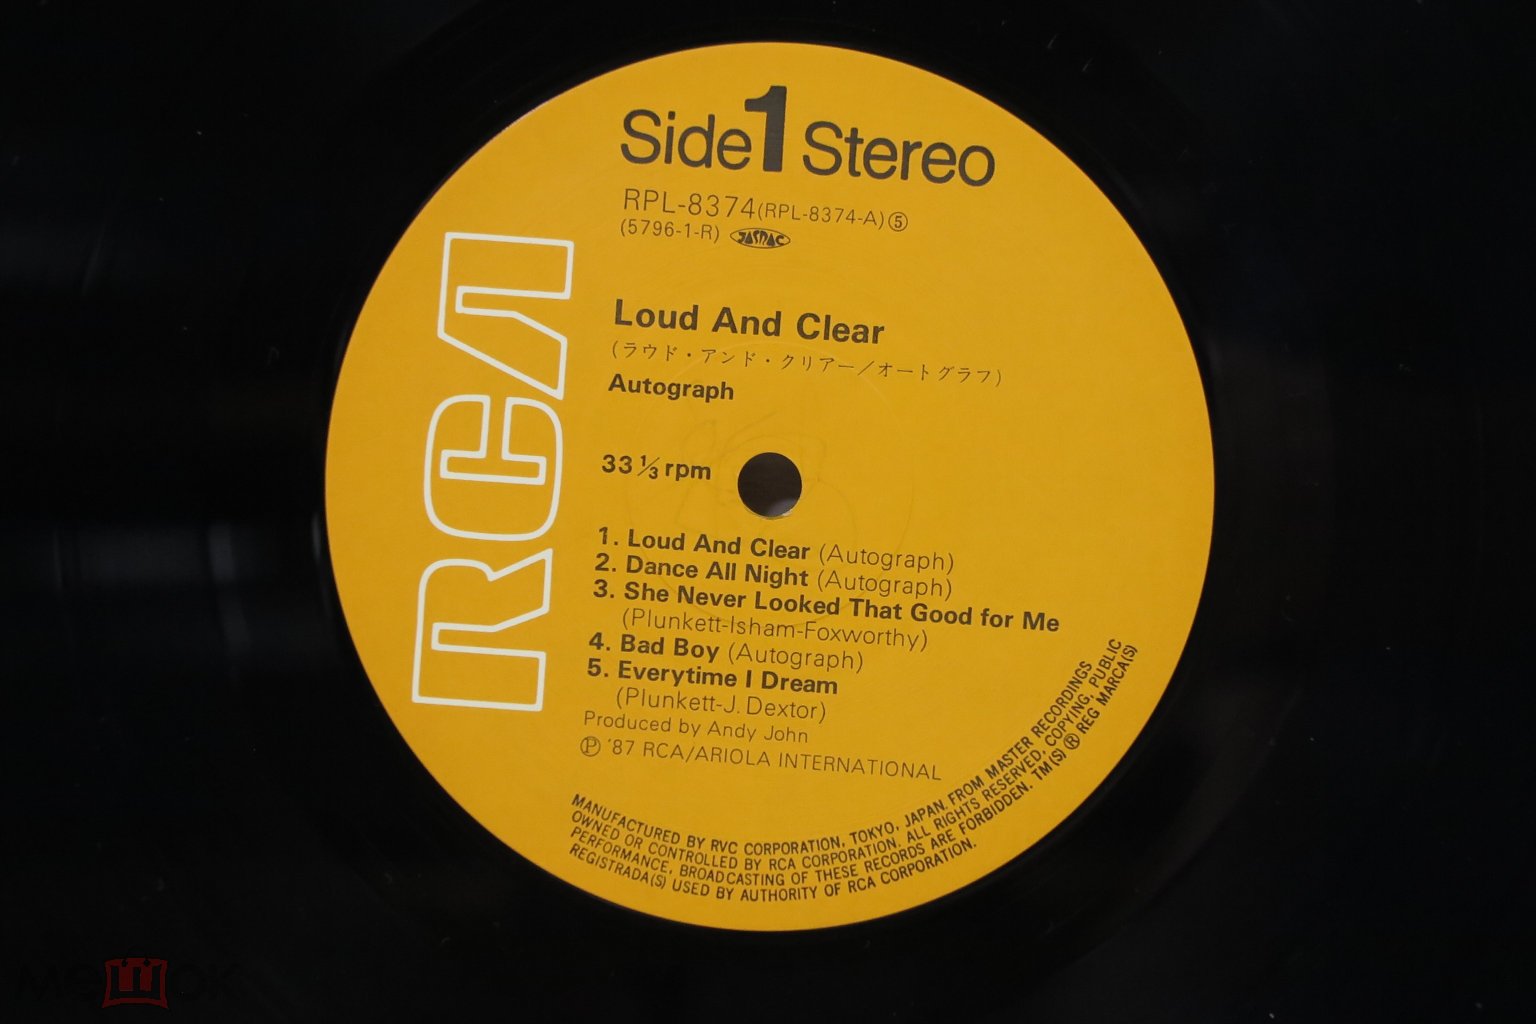 Side 1 Stereo
RPL-8374(RPL-8374-A)⑤
(5796-1-R) JASRAC
RCA
Loud And Clear
(ラウド・アンド・クリアー/オートグラフ)
Autograph
33⅓rpm
1. Loud And Clear (Autograph)
2. Dance All Night (Autograph)
3. She Never Looked That Good for Me
(Plunkett-Isham-Foxworthy)
4. Bad Boy (Autograph)
5. Everytime I Dream
(Plunkett-J. Dextor)
Produced by Andy John
Ⓟ '87 RCA/ARIOLA INTERNATIONAL
MANUFACTURED BY RVC CORPORATION, TOKYO, JAPAN, FROM MASTER RECORDINGS
OWNED OR CONTROLLED BY RCA CORPORATION. ALL RIGHTS RESERVED, COPYING, PUBLIC
PERFORMANCE, BROADCASTING OF THESE RECORDS ARE FORBIDDEN. TM(S) ® REG MARCA(S)
REGISTRADA(S) USED BY AUTHORITY OF RCA CORPORATION.
мешок